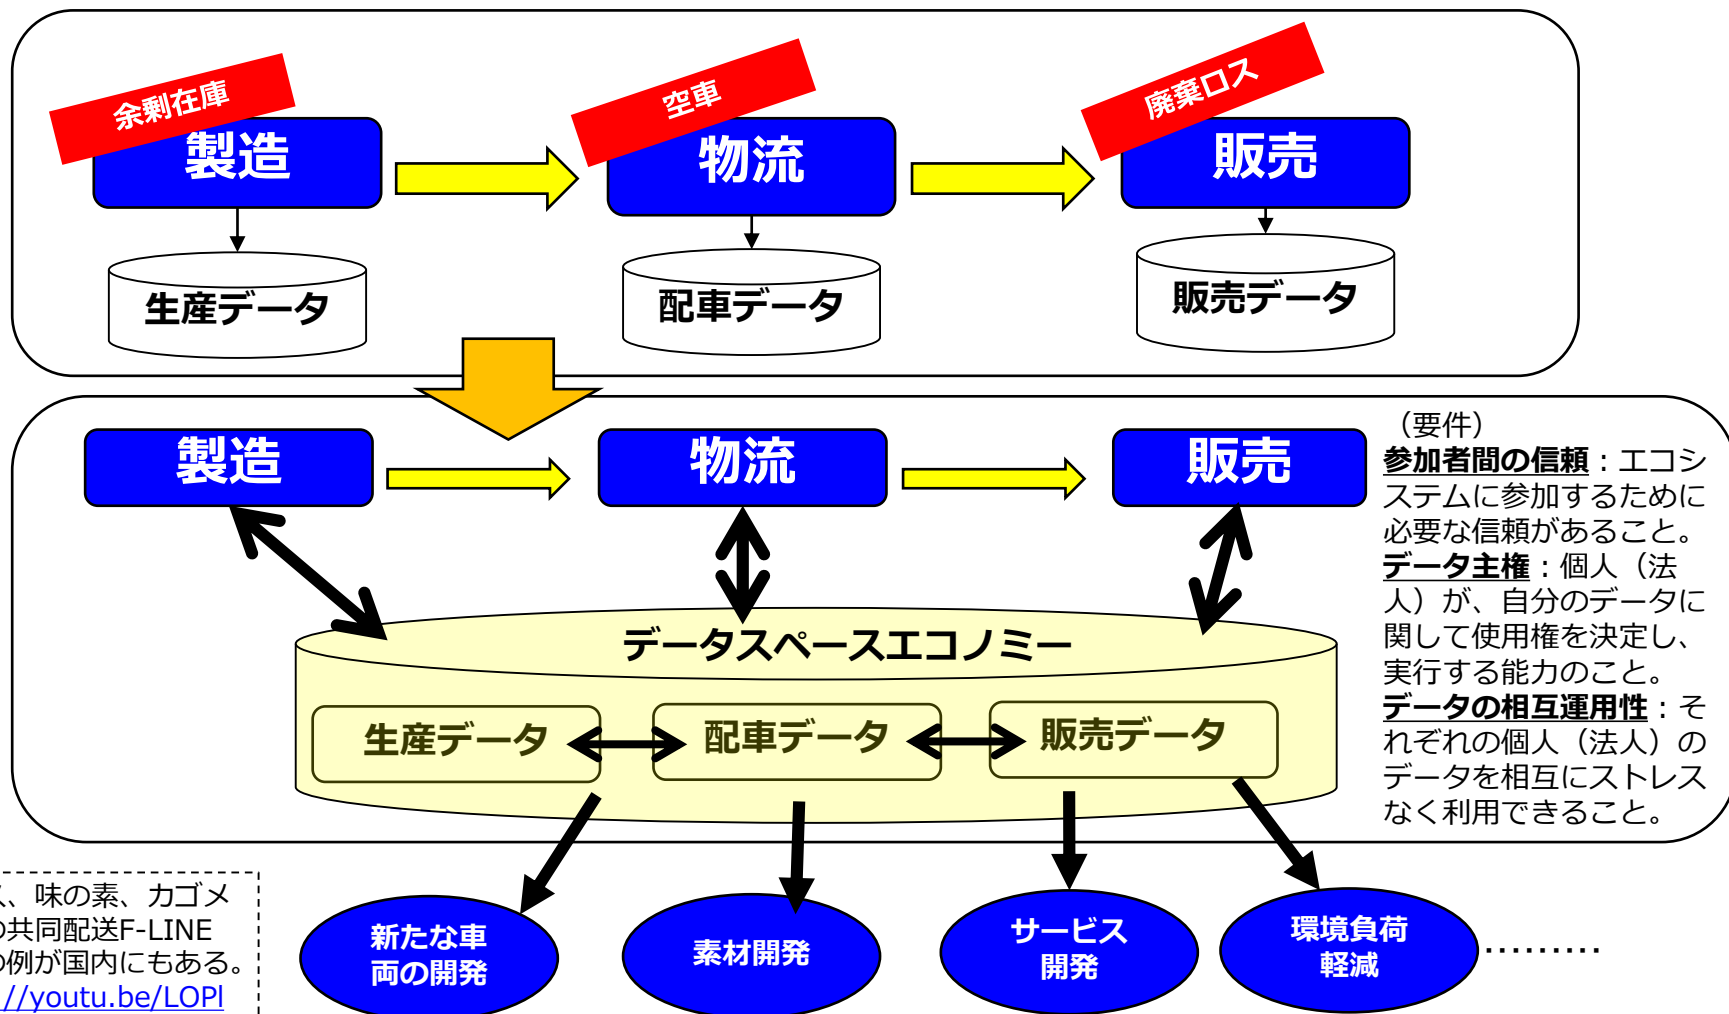 余剰在庫
空車
廃棄ロス
製造
物流
販売
生産データ
配車データ
販売データ
製造
物流
販売
（要件）
参加者間の信頼：エコシ
ステムに参加するために
必要な信頼があること。
データ主権：個人（法
人）が、自分のデータに
関して使用権を決定し、
実行する能力のこと。
データの相互運用性：そ
れぞれの個人（法人）の
データを相互にストレス
なく利用できること。
データスペースエコノミー
生産データ
配車データ
販売データ
、味の素、カゴメ
共同配送F-LINE
の例が国内にもある。
//youtu.be/LOPl
新たな車
両の開発
素材開発
サービス
開発
環境負荷
軽減
………